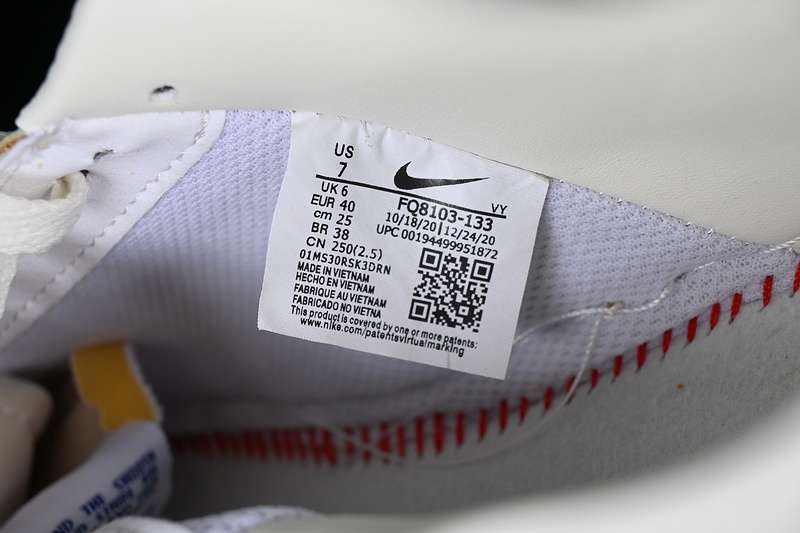 US
7
UK 6
EUR 40
cm 25
BR 38
CN 250(2.5)
VY
FQ8103-133
10/18/20 12/24/20
UPC 00194499951872
01MS30RSK3DRN
MADE IN VIETNAM
HECHO EN VIETNAM
FABRIQUE AU VIETNAM
FABRICADO NO VIETNA
This product is covered by one or more patents:
www.nike.com/patentsvirtua/marking